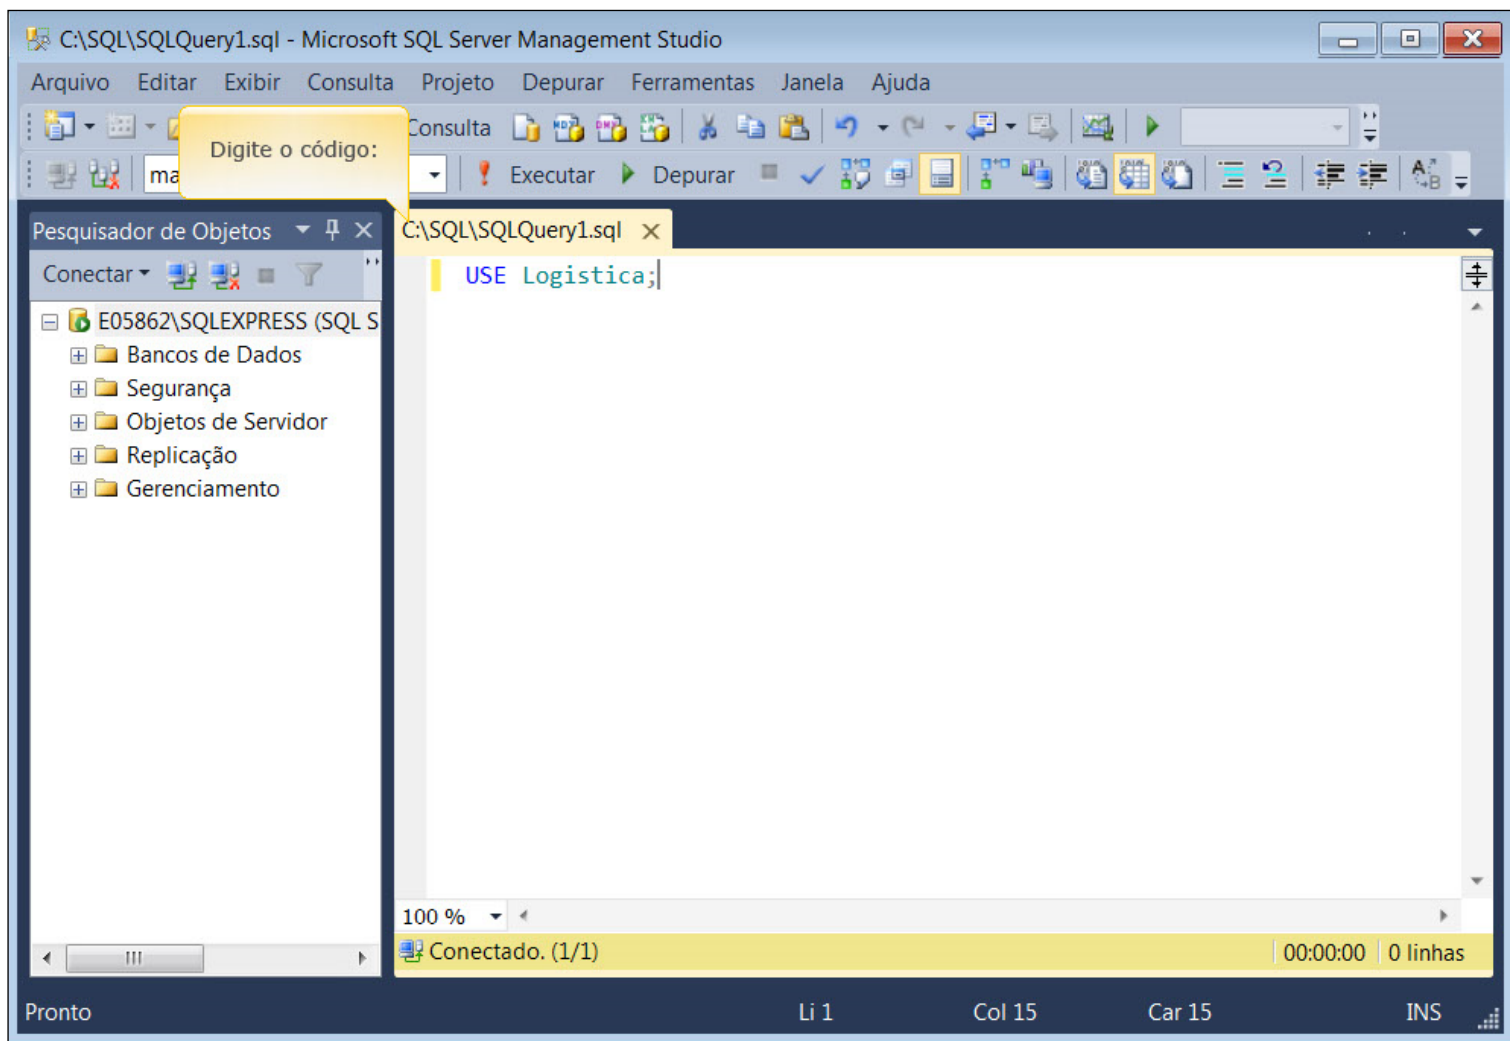 C:\SQL\SQLQuery1.sql - Microsoft SQL Server Management Studio
Arquivo Editar Exibir Consulta Projeto Depurar Ferramentas Janela Ajuda
Consulta
Digite o código:
ma
Executar Depurar
Pesquisador de Objetos
C:\SQL\SQLQuery1.sql
Conectar
USE Logistica;
E05862\SQLEXPRESS (SQL S
Bancos de Dados
Segurança
Objetos de Servidor
Replicação
Gerenciamento
100 %
Conectado. (1/1) 00:00:00 0 linhas
Pronto Li 1 Col 15 Car 15 INS